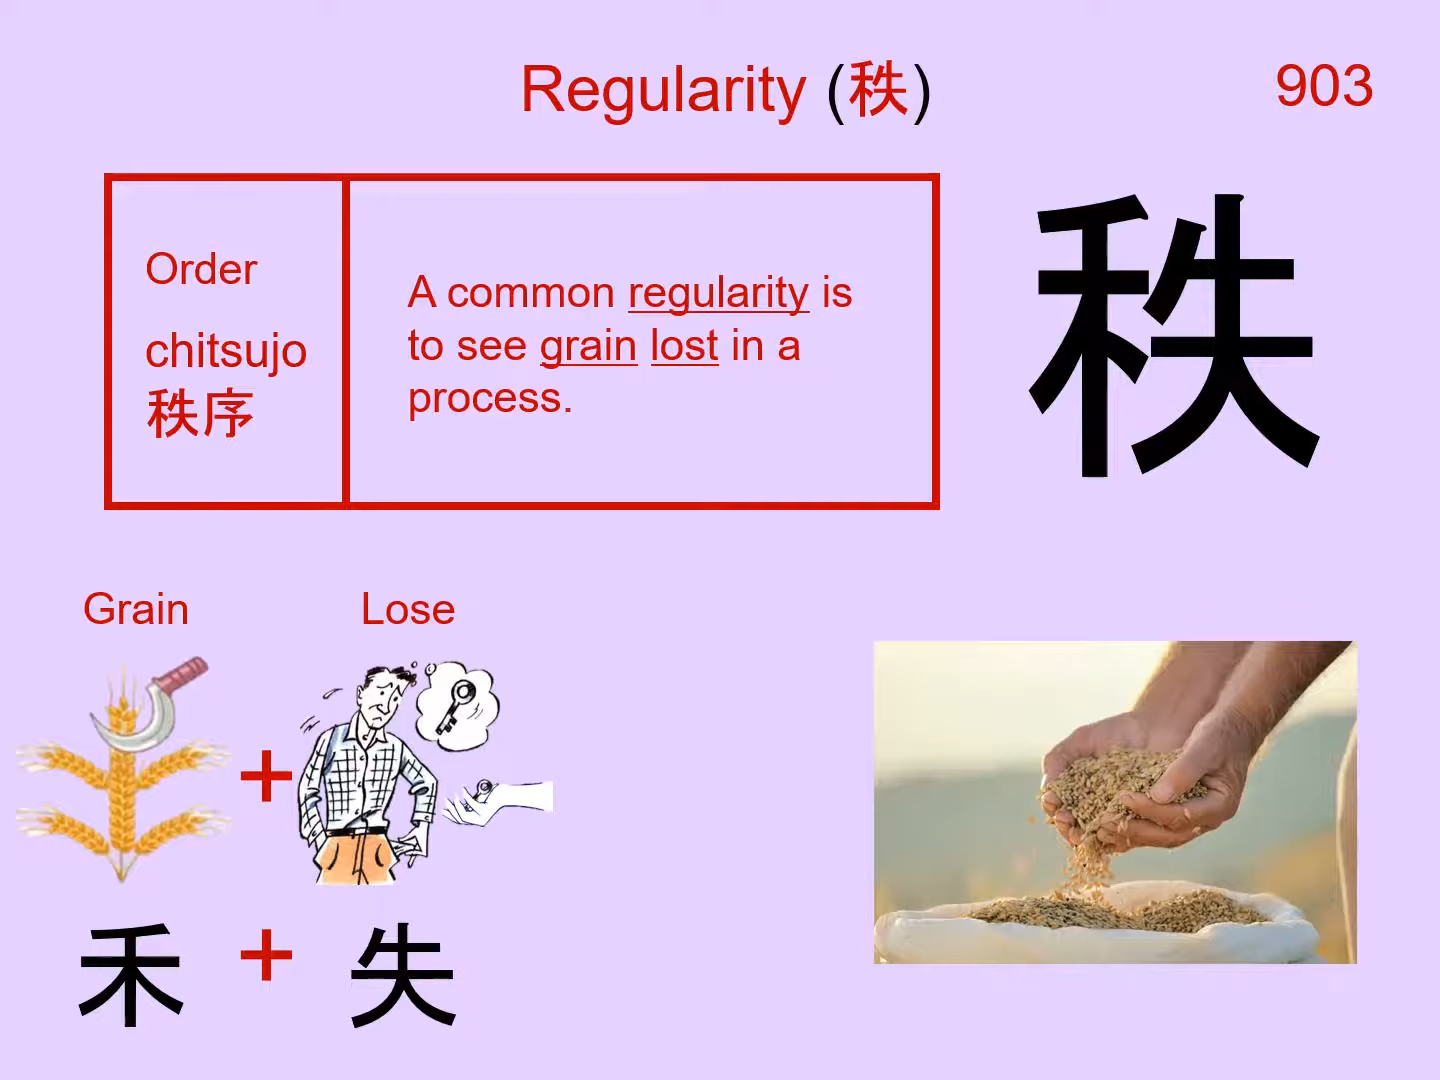 Regularity (秩)
903
Order
chitsujo
秩序
A common regularity is
to see grain lost in a
process.
秩
Grain
Lose
+
禾 + 失